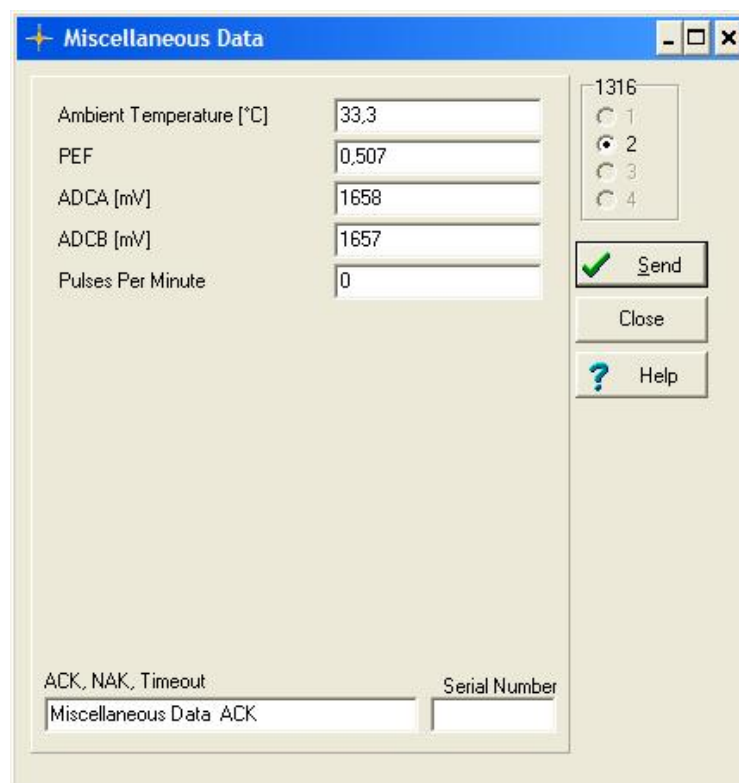 Miscellaneous Data
1316
Ambient Temperature [°C] 33,3
1
PEF 0,507
2
3
ADCA [mV] 1658
4
ADCB [mV] 1657
Send
Pulses Per Minute 0
Close
Help
ACK, NAK, Timeout Serial Number
Miscellaneous Data ACK